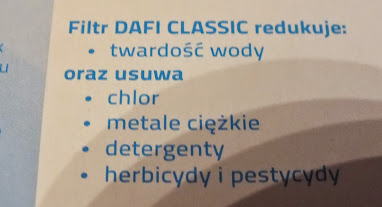 Filtr DAFI CLASSIC redukuje:
• twardość wody
oraz usuwa
• chlor
• metale ciężkie
• detergenty
• herbicydy i pestycydy